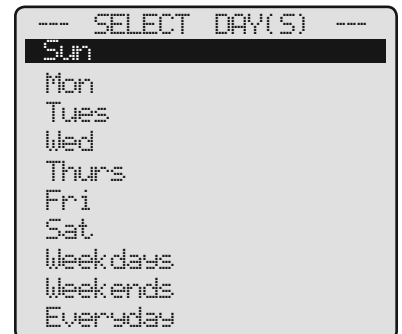 --- SELECT DAY(S) ---
Sun
Mon
Tues
Wed
Thurs
Fri
Sat
Weekdays
Weekends
Everyday